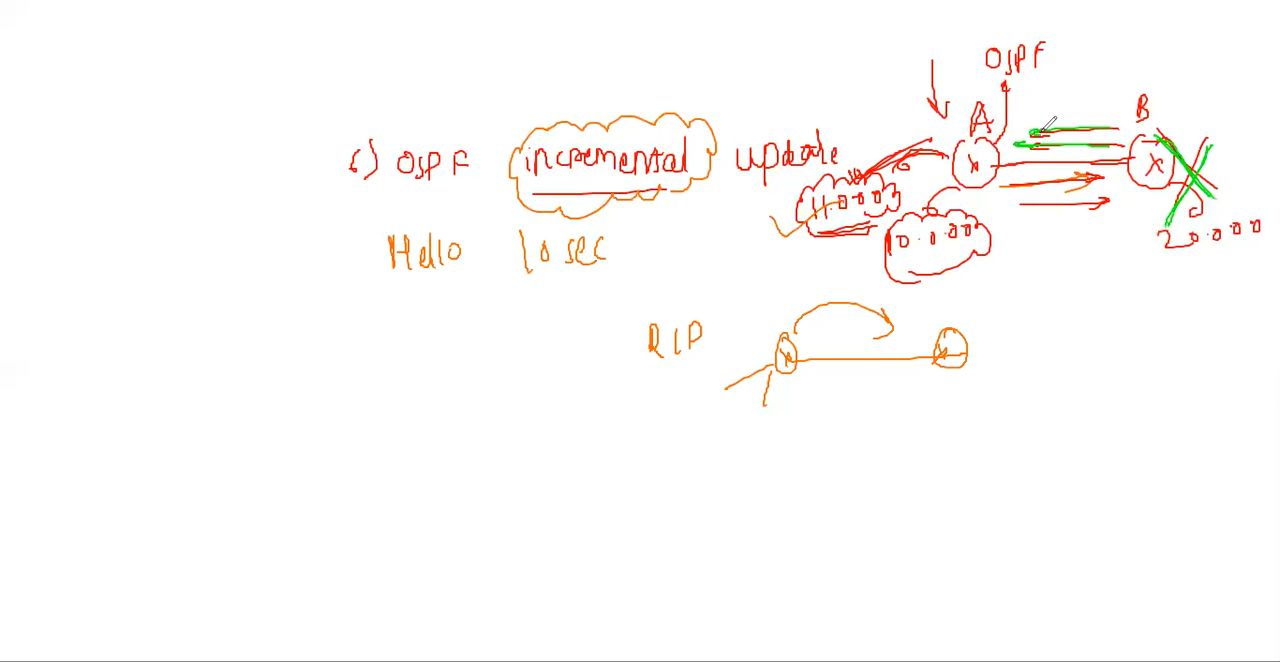 OSPF
A B
6) OSPF incremental update
11.0.0.0
10.0.0.0
20.0.0.0
Hello 10 sec
RIP